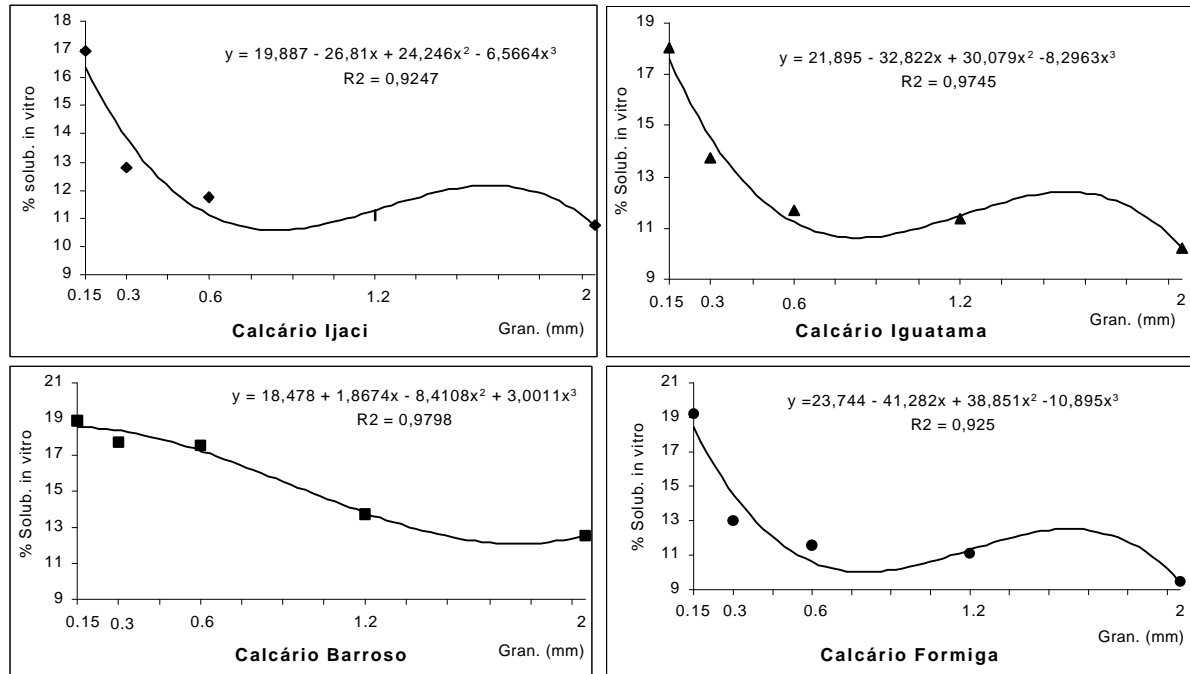 y = 19,887 - 26,81x + 24,246x² - 6,5664x³
R2 = 0,9247
% solub. in vitro
18
17
16
15
14
13
12
11
10
9
0.15 0.3 0.6 1.2 2
Calcário Ijaci Gran. (mm)
y = 21,895 - 32,822x + 30,079x² -8,2963x³
R2 = 0,9745
% Solub. in vitro
19
17
15
13
11
9
0.15 0.3 0.6 1.2 2
Calcário Iguatama Gran. (mm)
y = 18,478 + 1,8674x - 8,4108x² + 3,0011x³
R2 = 0,9798
% Solub. in vitro
21
19
17
15
13
11
9
0.15 0.3 0.6 1.2 2
Calcário Barroso Gran. (mm)
y =23,744 - 41,282x + 38,851x² -10,895x³
R2 = 0,925
% Solub. in vitro
21
19
17
15
13
11
9
0.15 0.3 0.6 1.2 2
Gran. (mm)
Calcário Formiga